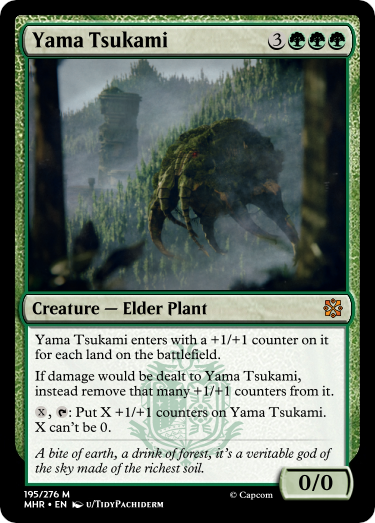 Yama Tsukami 3
Creature — Elder Plant
Yama Tsukami enters with a +1/+1 counter on it
for each land on the battlefield.
If damage would be dealt to Yama Tsukami,
instead remove that many +1/+1 counters from it.
X, : Put X +1/+1 counters on Yama Tsukami.
X can't be 0.
A bite of earth, a drink of forest, it's a veritable god of
the sky made of the richest soil.
0/0
195/276 M © Capcom
MHR • EN u/TidyPachiderm